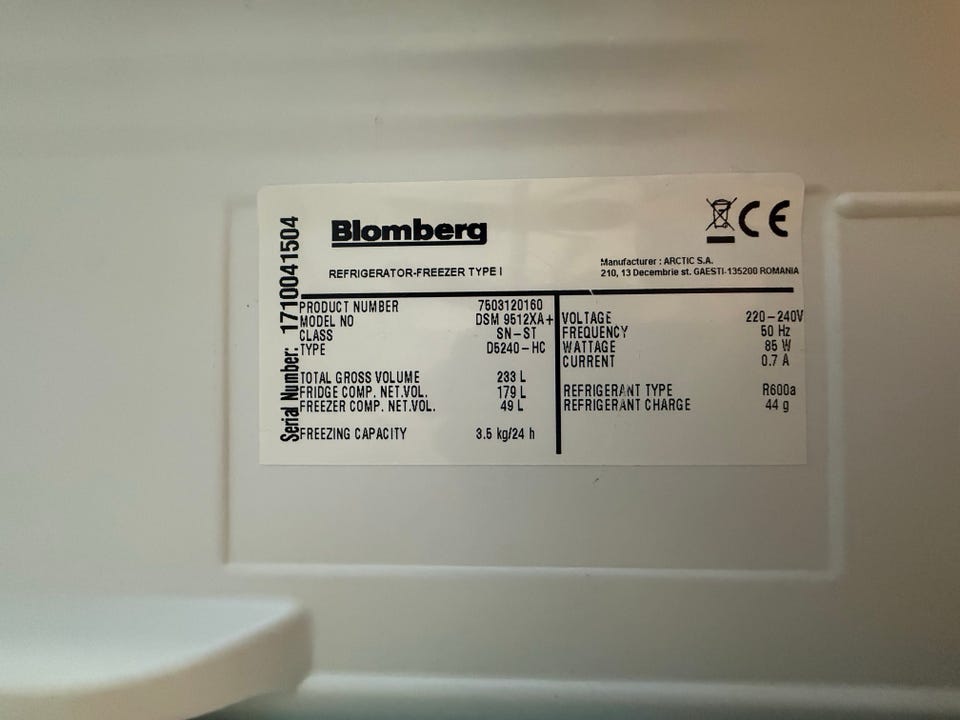 Serial Number: 1710041504
Blomberg
CE
REFRIGERATOR-FREEZER TYPE I
Manufacturer : ARCTIC S.A.
210, 13 Decembrie st. GAESTI-135200 ROMANIA
PRODUCT NUMBER 7503120160
MODEL NO DSM 9512XA+
CLASS SN-ST
TYPE D5240-HC
TOTAL GROSS VOLUME 233 L
FRIDGE COMP. NET.VOL. 179 L
FREEZER COMP. NET.VOL. 49 L
FREEZING CAPACITY 3.5 kg/24 h
VOLTAGE 220-240V
FREQUENCY 50 Hz
WATTAGE 85 W
CURRENT 0.7 A
REFRIGERANT TYPE R600a
REFRIGERANT CHARGE 44 g